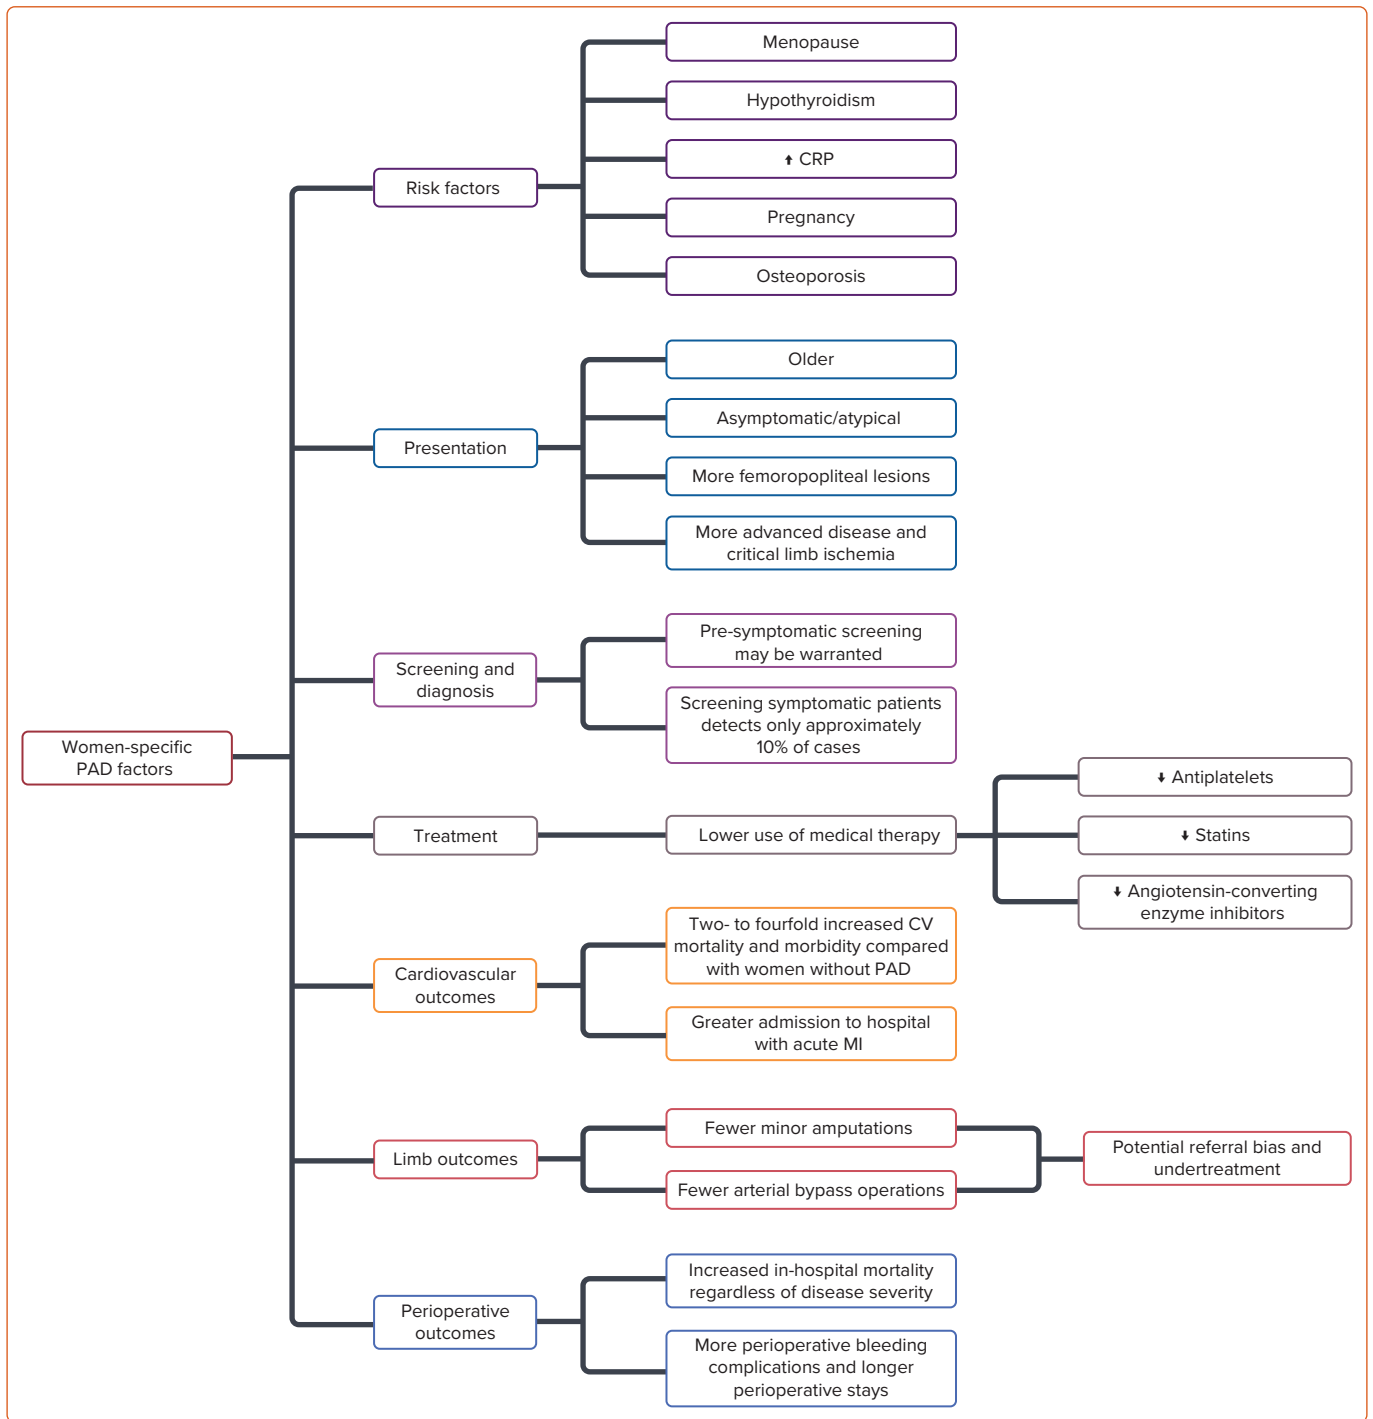 Women-specific
PAD factors
Risk factors
Menopause
Hypothyroidism
⬆ CRP
Pregnancy
Osteoporosis
Presentation
Older
Asymptomatic/atypical
More femoropopliteal lesions
More advanced disease and
critical limb ischemia
Screening and
diagnosis
Pre-symptomatic screening
may be warranted
Screening symptomatic patients
detects only approximately
10% of cases
Treatment
Lower use of medical therapy
⬇ Antiplatelets
⬇ Statins
⬇ Angiotensin-converting
enzyme inhibitors
Cardiovascular
outcomes
Two- to fourfold increased CV
mortality and morbidity compared
with women without PAD
Greater admission to hospital
with acute MI
Limb outcomes
Fewer minor amputations
Fewer arterial bypass operations
Potential referral bias and
undertreatment
Perioperative
outcomes
Increased in-hospital mortality
regardless of disease severity
More perioperative bleeding
complications and longer
perioperative stays